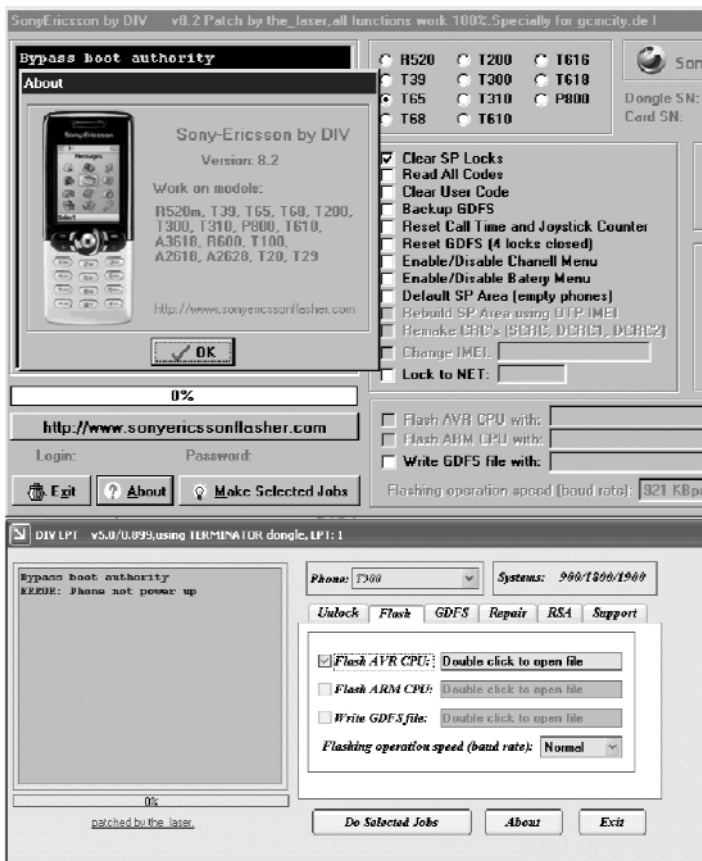 SonyEricsson by DIV v8.2 Patch by the_laser,all functions work 100%.Specially for gcmcity.de !
Bypass boot authority
About
Sony Ericsson
Messages
Select
Sony-Ericsson by DIV
Version: 8.2
Work on models:
R520m, T39, T65, T68, T200,
T300, T310, P800, T610,
A3618, R600, T100,
A2618, A2628, T20, T29
http://www.sonyericssonflasher.com
OK
0%
http://www.sonyericssonflasher.com
Login: Password:
Exit About Make Selected Jobs
R520 T200 T616
T39 T300 T618
T65 T310 P800
T68 T610
Son
Dongle SN:
Card SN:
Clear SP Locks
Read All Codes
Clear User Code
Backup GDFS
Reset Call Time and Joystick Counter
Reset GDFS (4 locks closed)
Enable/Disable Chanell Menu
Enable/Disable Batery Menu
Default SP Area (empty phones)
Rebuild SP Area using OTP IMEI
Remake CRC's (SCRC, DCRC1, DCRC2)
Change IMEI:
Lock to NET:
Flash AVR CPU with:
Flash ARM CPU with:
Write GDFS file with:
Flashing operation speed (baud rate): 921 KBps
DIV LPT v5.0/0.099,using TERMINATOR dongle, LPT: 1
Bypass boot authority
ERROR: Phone not power up
0%
patched by the_laser.
Phone: T300
Systems: 900/1800/1900
Unlock Flash GDFS Repair RSA Support
Flash AVR CPU: Double click to open file
Flash ARM CPU: Double click to open file
Write GDFS file: Double click to open file
Flashing operation speed (baud rate): Normal
Do Selected Jobs About Exit